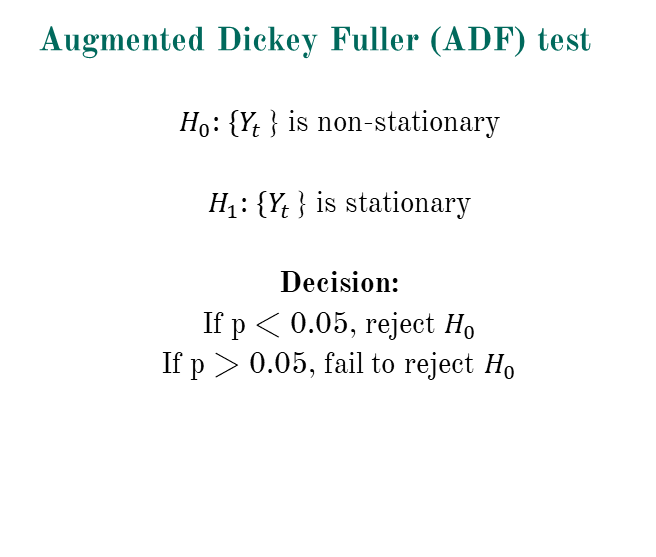 Augmented Dickey Fuller (ADF) test
H₀: {Yₜ } is non-stationary
H₁: {Yₜ } is stationary
Decision:
If p < 0.05, reject H₀
If p > 0.05, fail to reject H₀